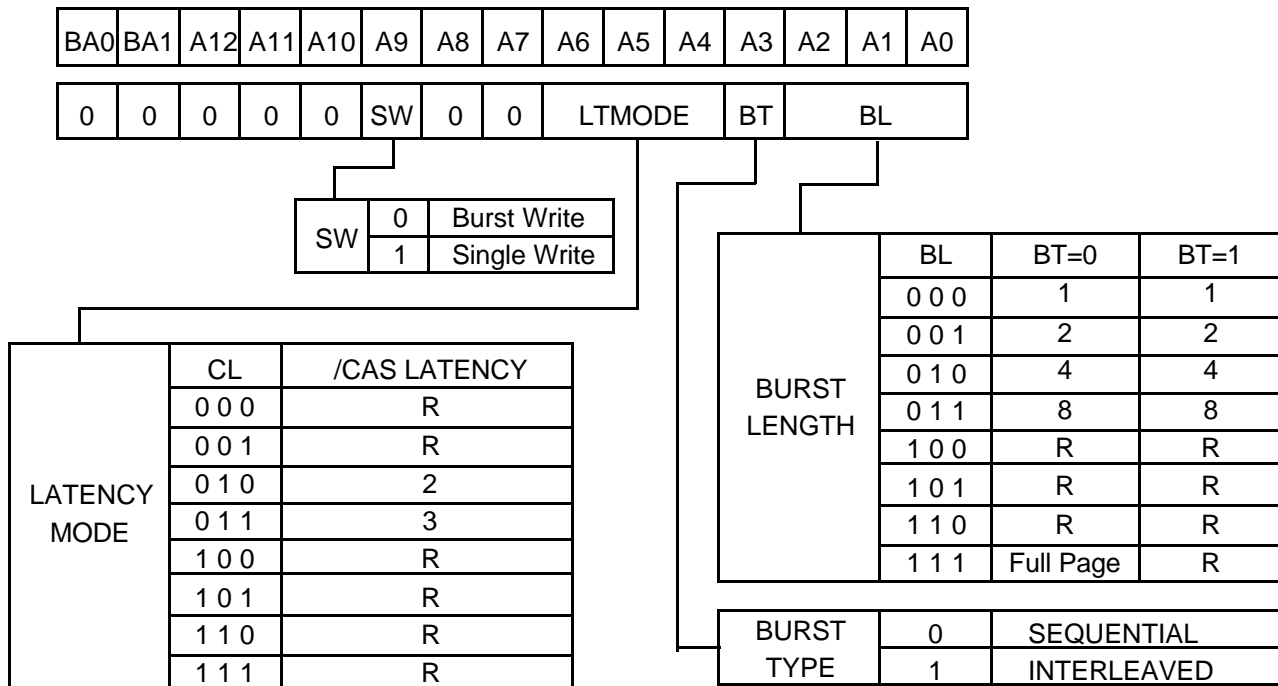 BA0 BA1 A12 A11 A10 A9 A8 A7 A6 A5 A4 A3 A2 A1 A0
0 0 0 0 0 SW 0 0 LTMODE BT BL
SW
0 Burst Write
1 Single Write
LATENCY
MODE
CL /CAS LATENCY
0 0 0 R
0 0 1 R
0 1 0 2
0 1 1 3
1 0 0 R
1 0 1 R
1 1 0 R
1 1 1 R
BURST
LENGTH
BL BT=0 BT=1
0 0 0 1 1
0 0 1 2 2
0 1 0 4 4
0 1 1 8 8
1 0 0 R R
1 0 1 R R
1 1 0 R R
1 1 1 Full Page R
BURST
TYPE
0 SEQUENTIAL
1 INTERLEAVED